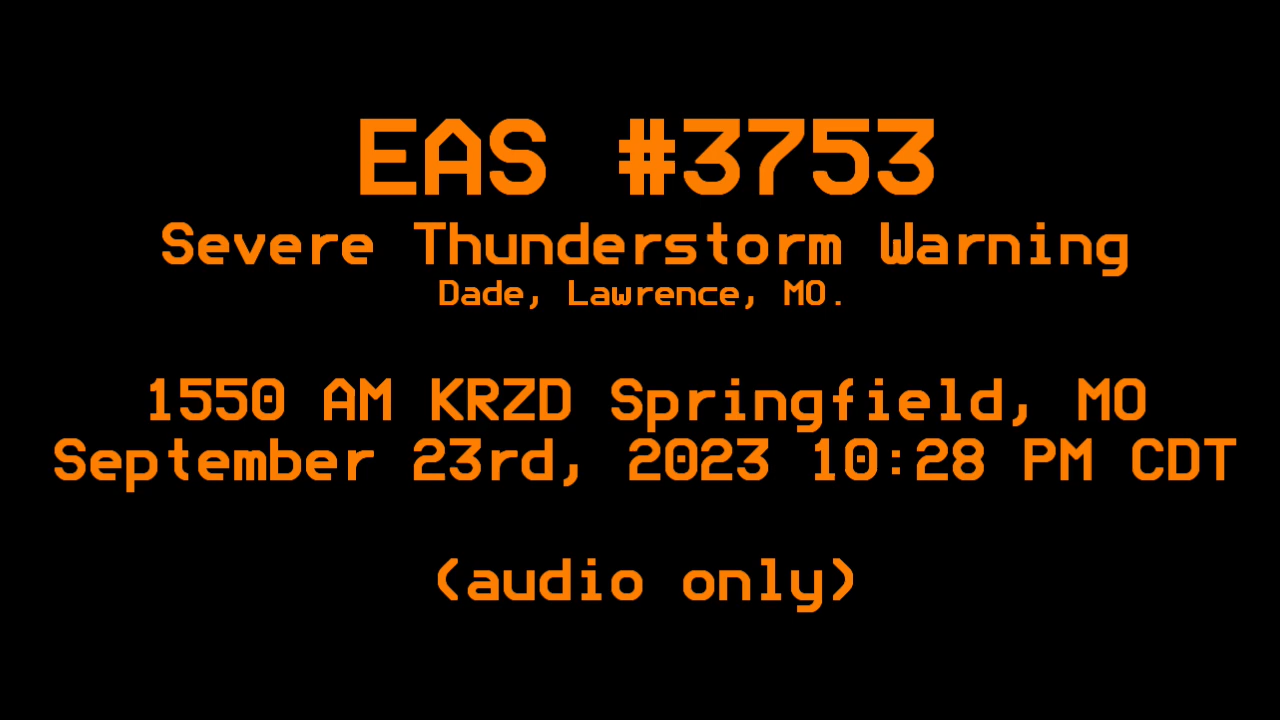 EAS #3753
Severe Thunderstorm Warning
Dade, Lawrence, MO.
1550 AM KRZD Springfield, MO
September 23rd, 2023 10:28 PM CDT
(audio only)